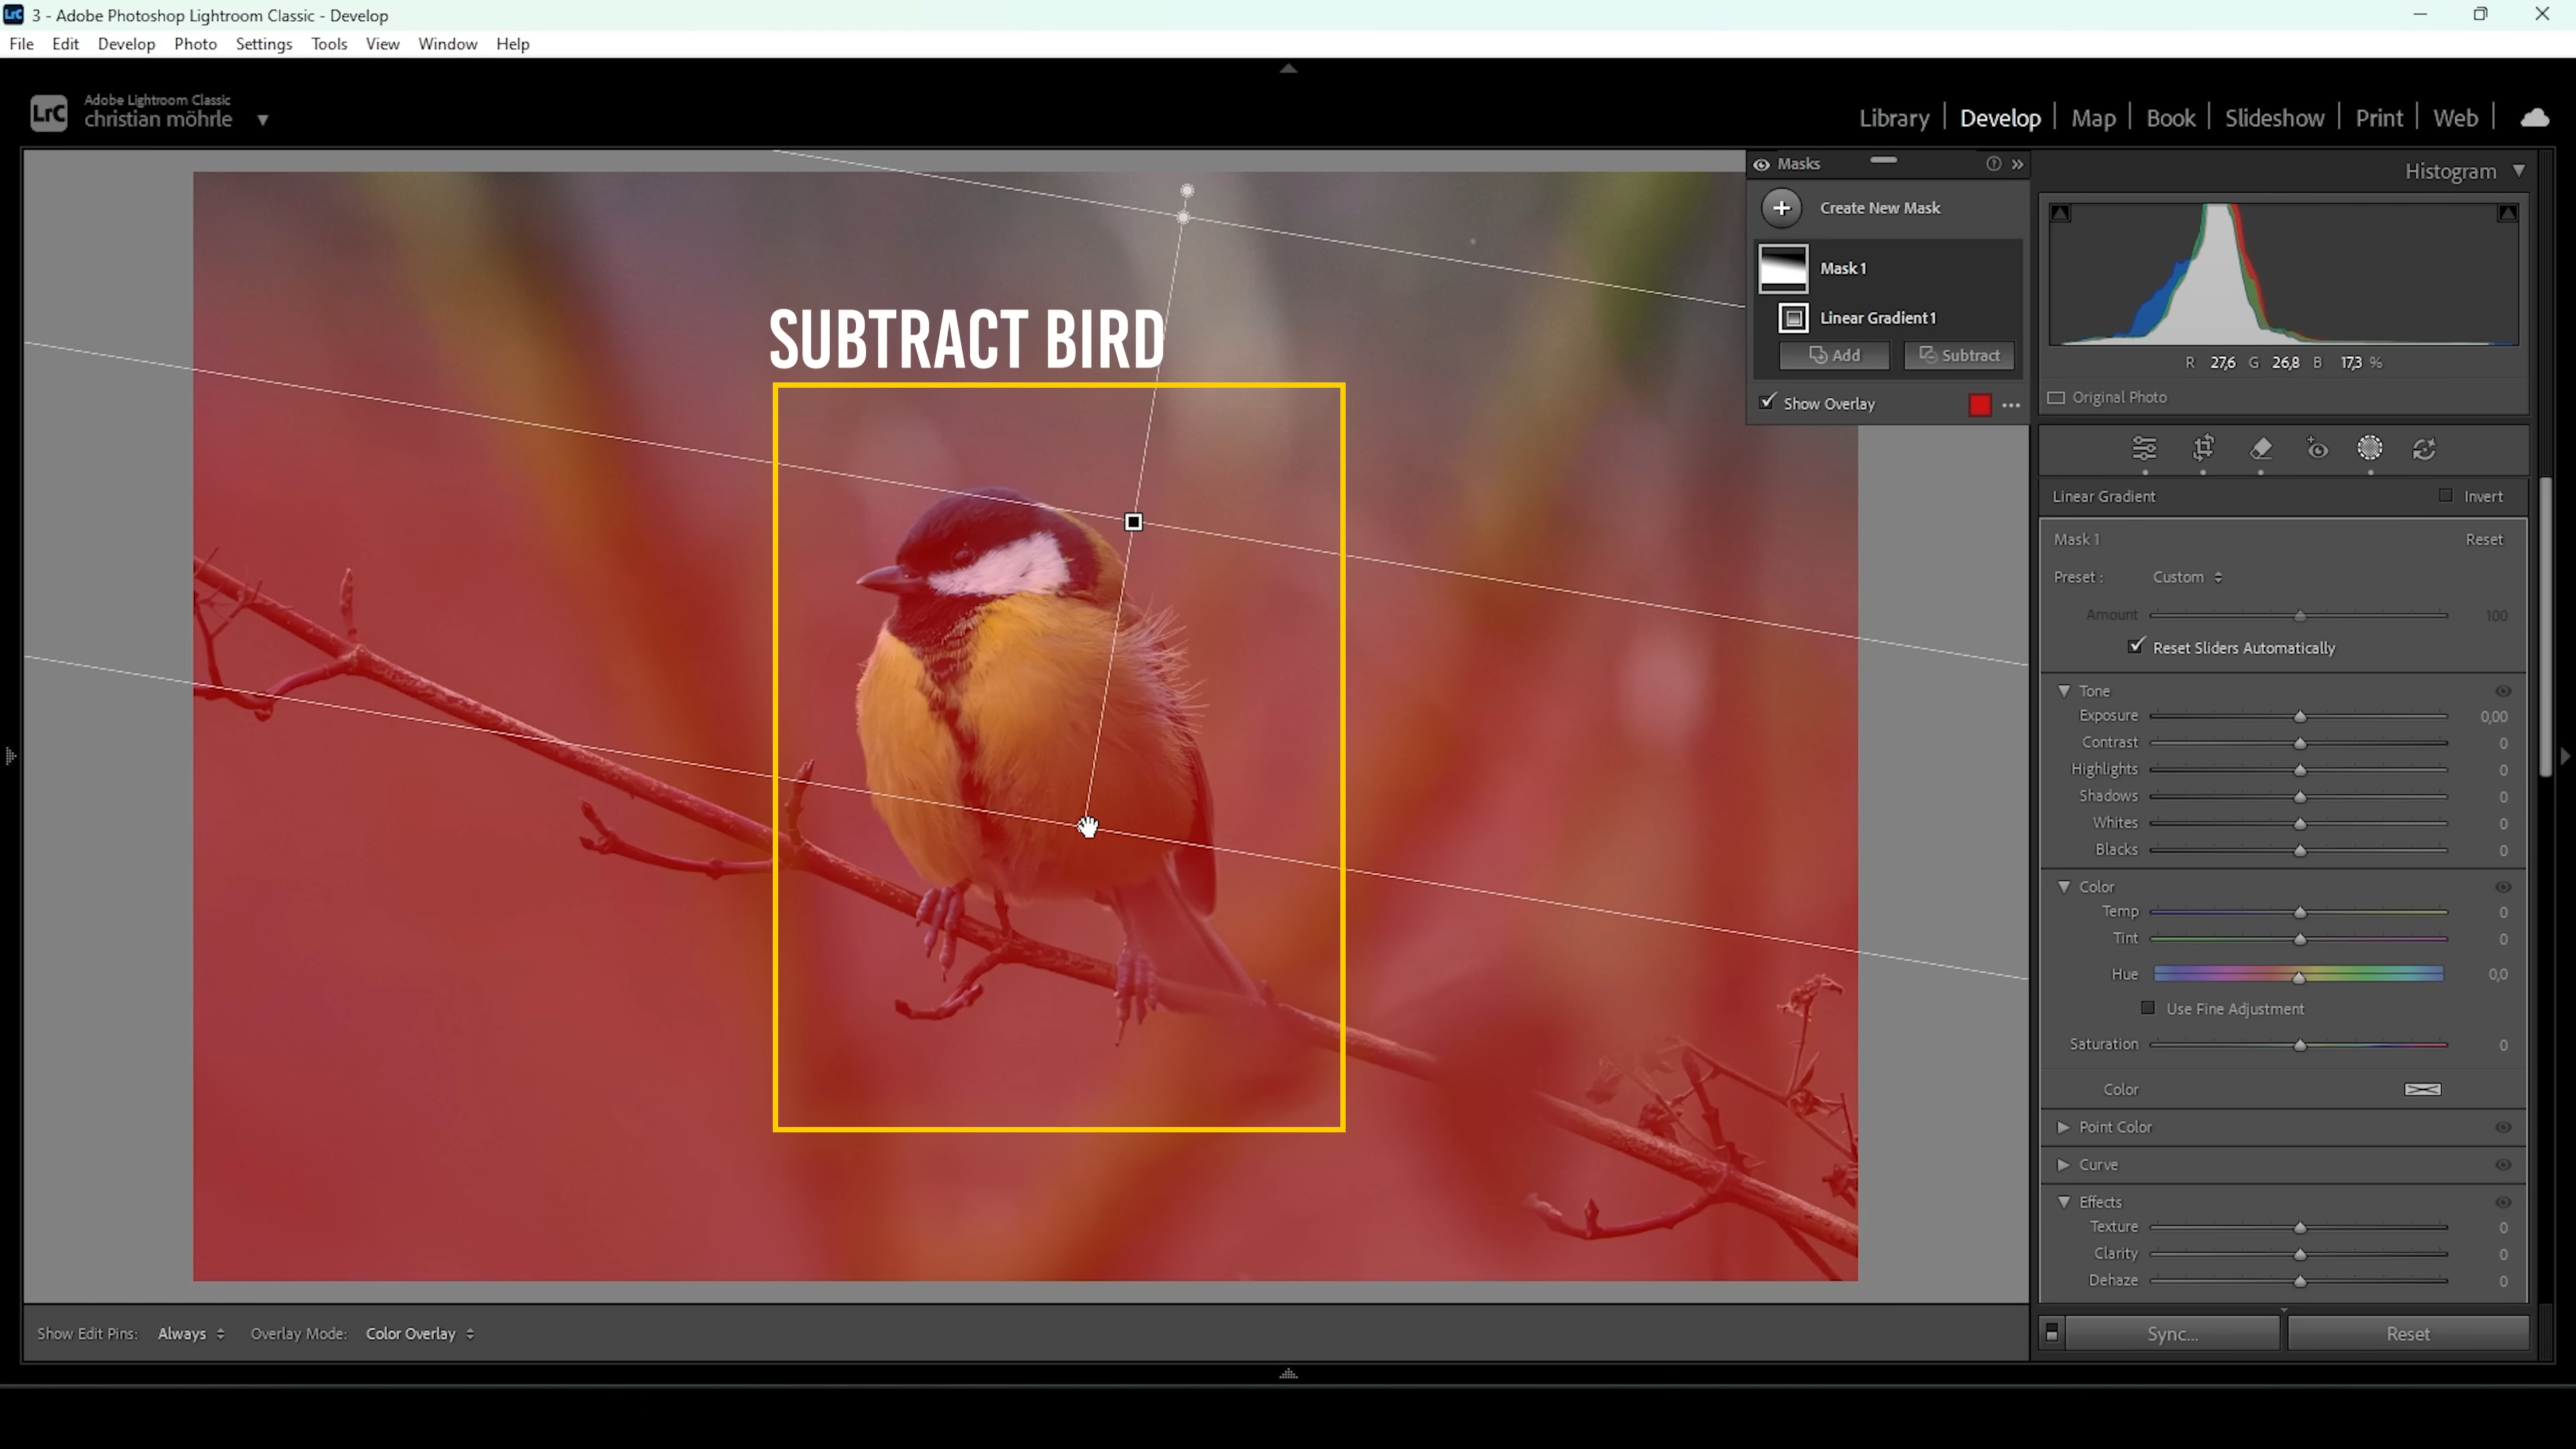 3 - Adobe Photoshop Lightroom Classic - Develop
File Edit Develop Photo Settings Tools View Window Help
LrC Adobe Lightroom Classic
christian möhrle
Library | Develop | Map | Book | Slideshow | Print | Web |
SUBTRACT BIRD
Masks
Create New Mask
Mask 1
Linear Gradient 1
Add Subtract
Show Overlay
Histogram
R 27,6 G 26,8 B 17,3 %
Original Photo
Linear Gradient Invert
Mask 1 Reset
Preset : Custom
Amount 100
Reset Sliders Automatically
Tone
Exposure 0,00
Contrast 0
Highlights 0
Shadows 0
Whites 0
Blacks 0
Color
Temp 0
Tint 0
Hue 0,0
Use Fine Adjustment
Saturation 0
Color
Point Color
Curve
Effects
Texture 0
Clarity 0
Dehaze 0
Show Edit Pins: Always Overlay Mode: Color Overlay
Sync... Reset